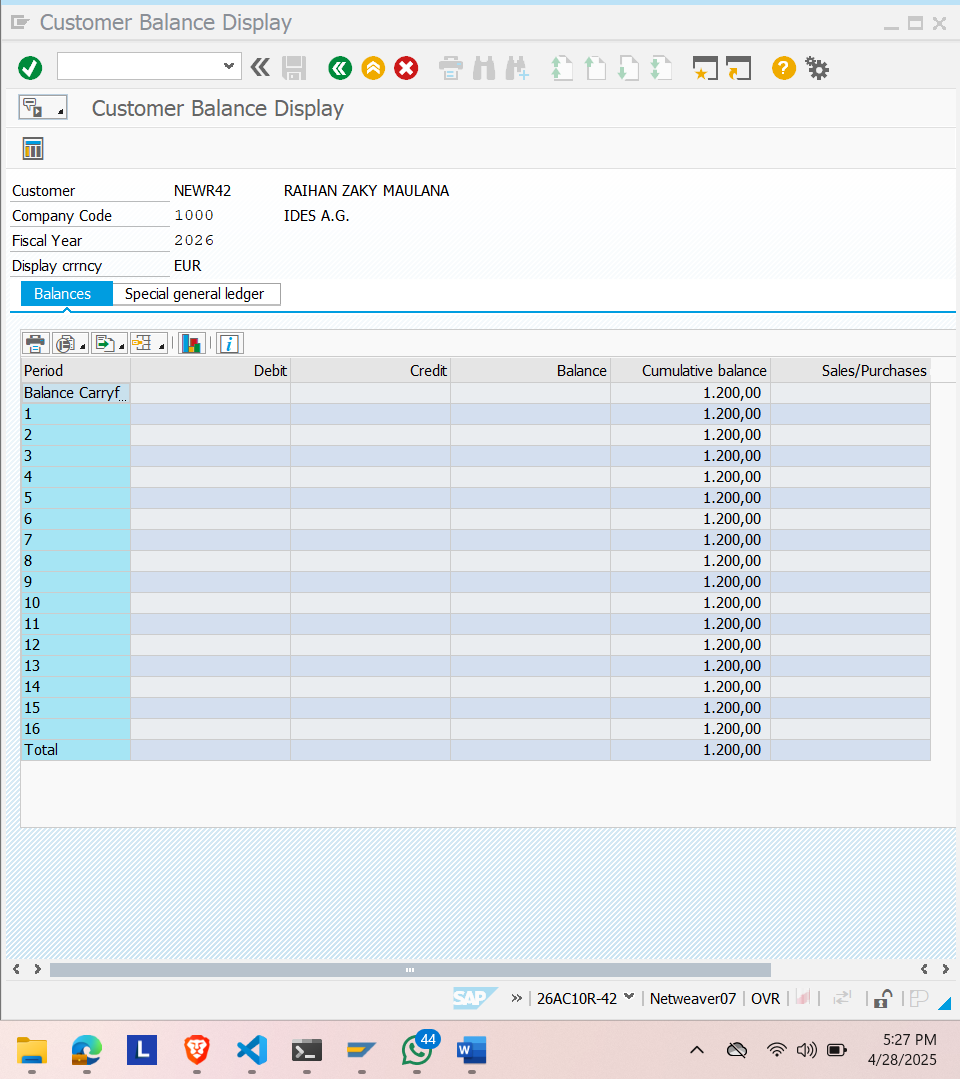 Customer Balance Display
Customer Balance Display
Customer NEWR42 RAIHAN ZAKY MAULANA
Company Code 1000 IDES A.G.
Fiscal Year 2026
Display crrncy EUR
Balances Special general ledger
Period Debit Credit Balance Cumulative balance Sales/Purchases
Balance Carryf... 1.200,00
1 1.200,00
2 1.200,00
3 1.200,00
4 1.200,00
5 1.200,00
6 1.200,00
7 1.200,00
8 1.200,00
9 1.200,00
10 1.200,00
11 1.200,00
12 1.200,00
13 1.200,00
14 1.200,00
15 1.200,00
16 1.200,00
Total 1.200,00
SAP 26AC10R-42 Netweaver07 OVR
L 44 W 5:27 PM
4/28/2025